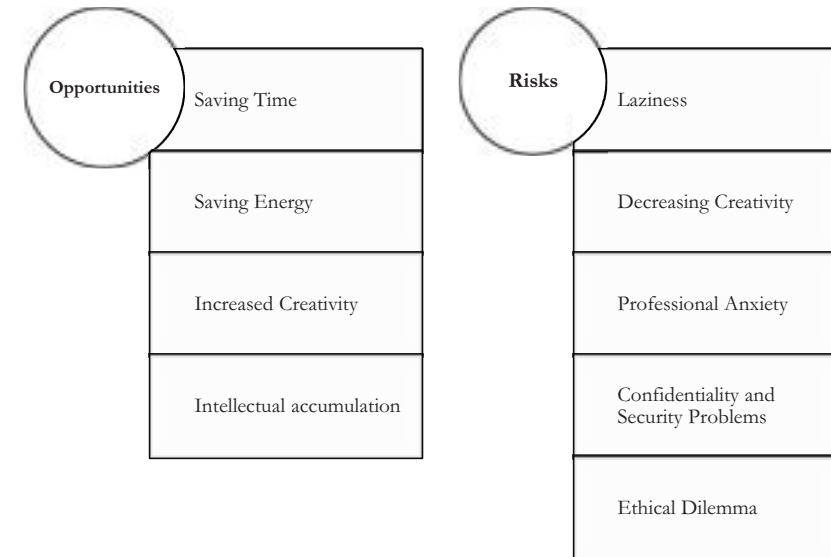 Opportunities
Saving Time
Saving Energy
Increased Creativity
Intellectual accumulation
Risks
Laziness
Decreasing Creativity
Professional Anxiety
Confidentiality and
Security Problems
Ethical Dilemma